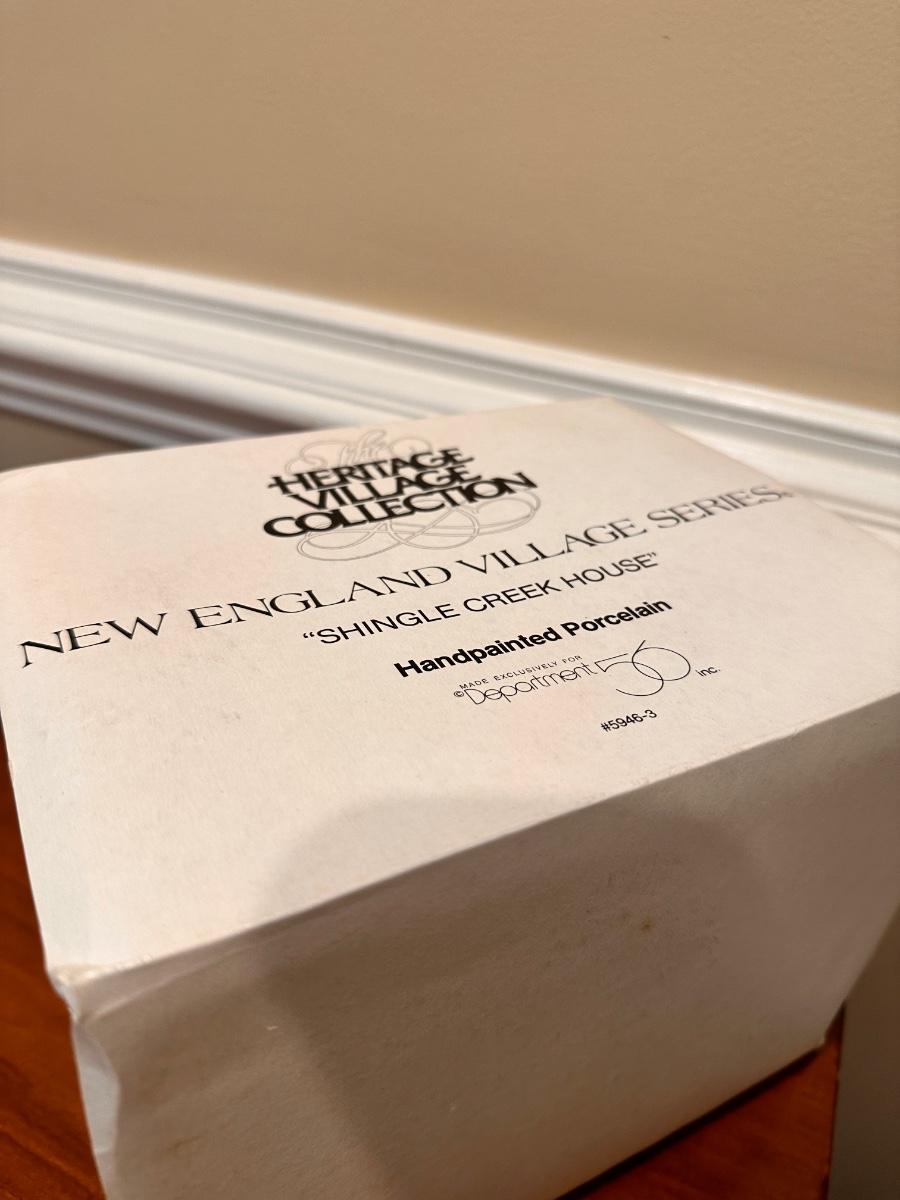 The
HERITAGE
VILLAGE
COLLECTION
NEW ENGLAND VILLAGE SERIES®
“SHINGLE CREEK HOUSE”
Handpainted Porcelain
MADE EXCLUSIVELY FOR
©Department 56 inc.
#5946-3